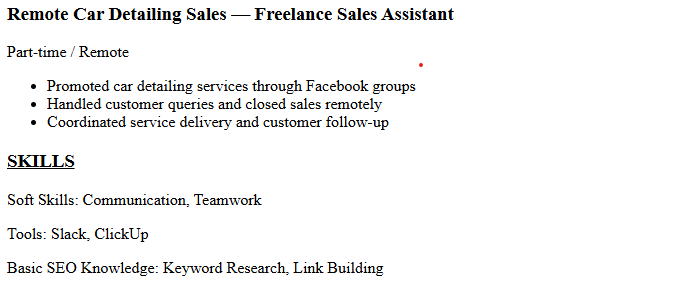 Remote Car Detailing Sales — Freelance Sales Assistant
Part-time / Remote
• Promoted car detailing services through Facebook groups
• Handled customer queries and closed sales remotely
• Coordinated service delivery and customer follow-up
SKILLS
Soft Skills: Communication, Teamwork
Tools: Slack, ClickUp
Basic SEO Knowledge: Keyword Research, Link Building